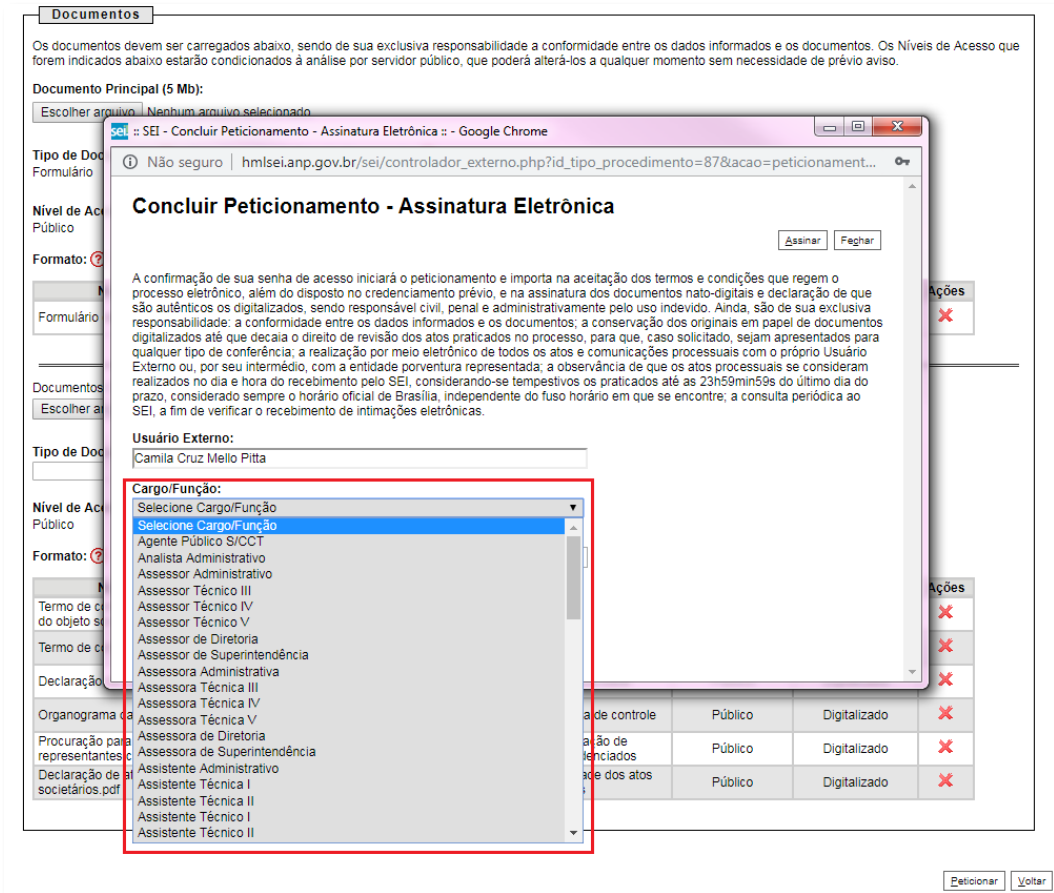 Documentos
Os documentos devem ser carregados abaixo, sendo de sua exclusiva responsabilidade a conformidade entre os dados informados e os documentos. Os Níveis de Acesso que
forem indicados abaixo estarão condicionados à análise por servidor público, que poderá alterá-los a qualquer momento sem necessidade de prévio aviso.
Documento Principal (5 Mb):
Escolher arquivo Nenhum arquivo selecionado
sei :: SEI - Concluir Peticionamento - Assinatura Eletrônica :: - Google Chrome
Não seguro | hmlsei.anp.gov.br/sei/controlador_externo.php?id_tipo_procedimento=87&acao=peticionament...
Tipo de Doc
Formulário
Nível de Ac
Público
Formato:
Ações
Formulário
Concluir Peticionamento - Assinatura Eletrônica
Assinar Fechar
A confirmação de sua senha de acesso iniciará o peticionamento e importa na aceitação dos termos e condições que regem o
processo eletrônico, além do disposto no credenciamento prévio, e na assinatura dos documentos nato-digitais e declaração de que
são autênticos os digitalizados, sendo responsável civil, penal e administrativamente pelo uso indevido. Ainda, são de sua exclusiva
responsabilidade: a conformidade entre os dados informados e os documentos; a conservação dos originais em papel de documentos
digitalizados até que decaia o direito de revisão dos atos praticados no processo, para que, caso solicitado, sejam apresentados para
qualquer tipo de conferência; a realização por meio eletrônico de todos os atos e comunicações processuais com o próprio Usuário
Externo ou, por seu intermédio, com a entidade porventura representada; a observância de que os atos processuais se consideram
realizados no dia e hora do recebimento pelo SEI, considerando-se tempestivos os praticados até as 23h59min59s do último dia do
prazo, considerado sempre o horário oficial de Brasília, independente do fuso horário em que se encontre; a consulta periódica ao
SEI, a fim de verificar o recebimento de intimações eletrônicas.
Usuário Externo:
Camila Cruz Mello Pitta
Cargo/Função:
Selecione Cargo/Função
Selecione Cargo/Função
Agente Público S/CCT
Analista Administrativo
Assessor Administrativo
Assessor Técnico III
Assessor Técnico IV
Assessor Técnico V
Assessor de Diretoria
Assessor de Superintendência
Assessora Administrativa
Assessora Técnica III
Assessora Técnica IV
Assessora Técnica V
Assessora de Diretoria
Assessora de Superintendência
Assistente Administrativo
Assistente Técnica I
Assistente Técnica II
Assistente Técnico I
Assistente Técnico II
Documentos
Escolher a
Tipo de Doc
Nível de Ac
Público
Formato:
Ações
Termo de c
do objeto s
Termo de c
Declaração
Organograma da a de controle Público Digitalizado
Procuração para ação de
representantes c denciados Público Digitalizado
Declaração de at ade dos atos
societários.pdf Público Digitalizado
Peticionar Voltar